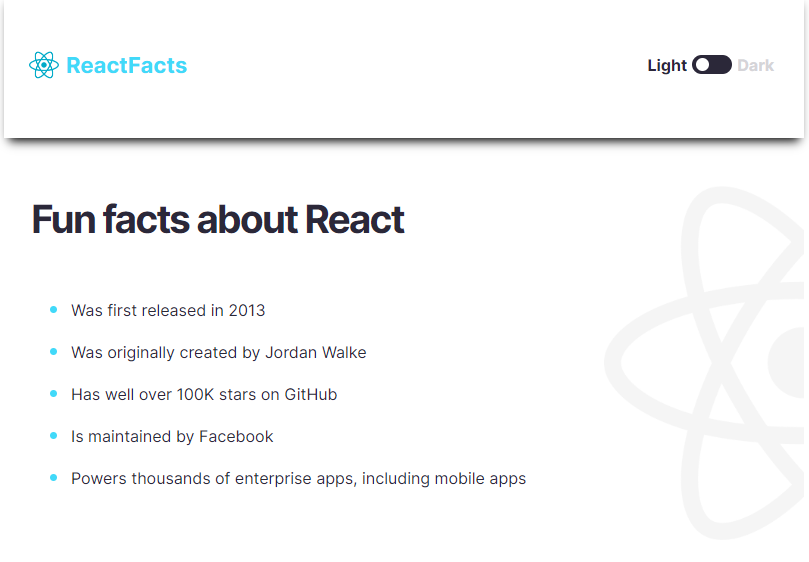 ReactFacts
Light Dark
Fun facts about React
Was first released in 2013
Was originally created by Jordan Walke
Has well over 100K stars on GitHub
Is maintained by Facebook
Powers thousands of enterprise apps, including mobile apps